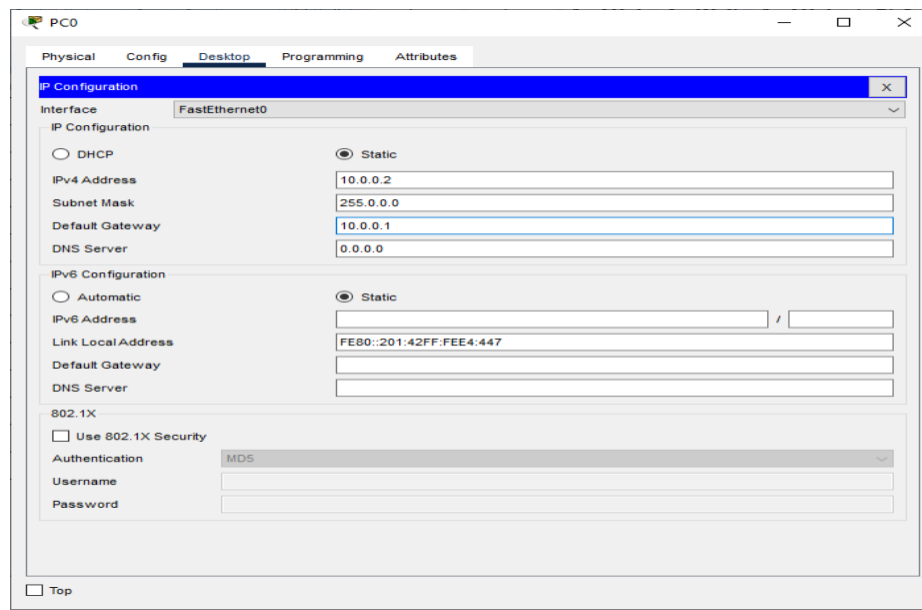 PC0
Physical Config Desktop Programming Attributes
IP Configuration X
Interface FastEthernet0
IP Configuration
DHCP Static
IPv4 Address 10.0.0.2
Subnet Mask 255.0.0.0
Default Gateway 10.0.0.1
DNS Server 0.0.0.0
IPv6 Configuration
Automatic Static
IPv6 Address /
Link Local Address FE80::201:42FF:FEE4:447
Default Gateway
DNS Server
802.1X
Use 802.1X Security
Authentication MD5
Username
Password
Top